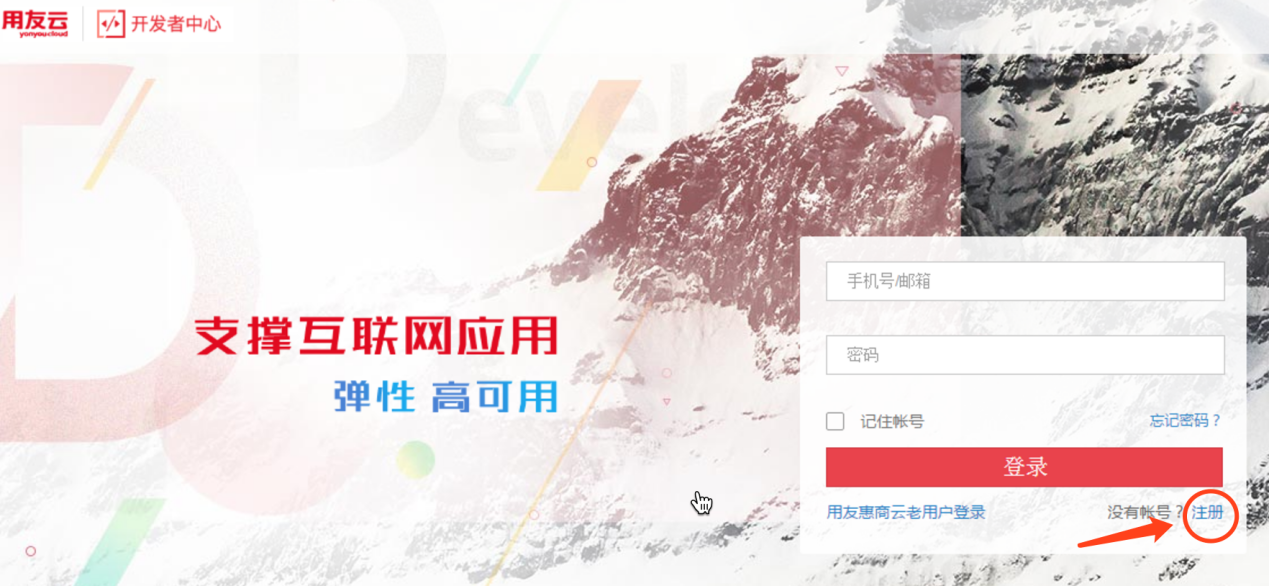 用友云
yonyoucloud
开发者中心
Develo
支撑互联网应用
弹性 高可用
手机号/邮箱
密码
记住帐号
忘记密码？
登录
用友惠商云老用户登录
没有帐号？注册